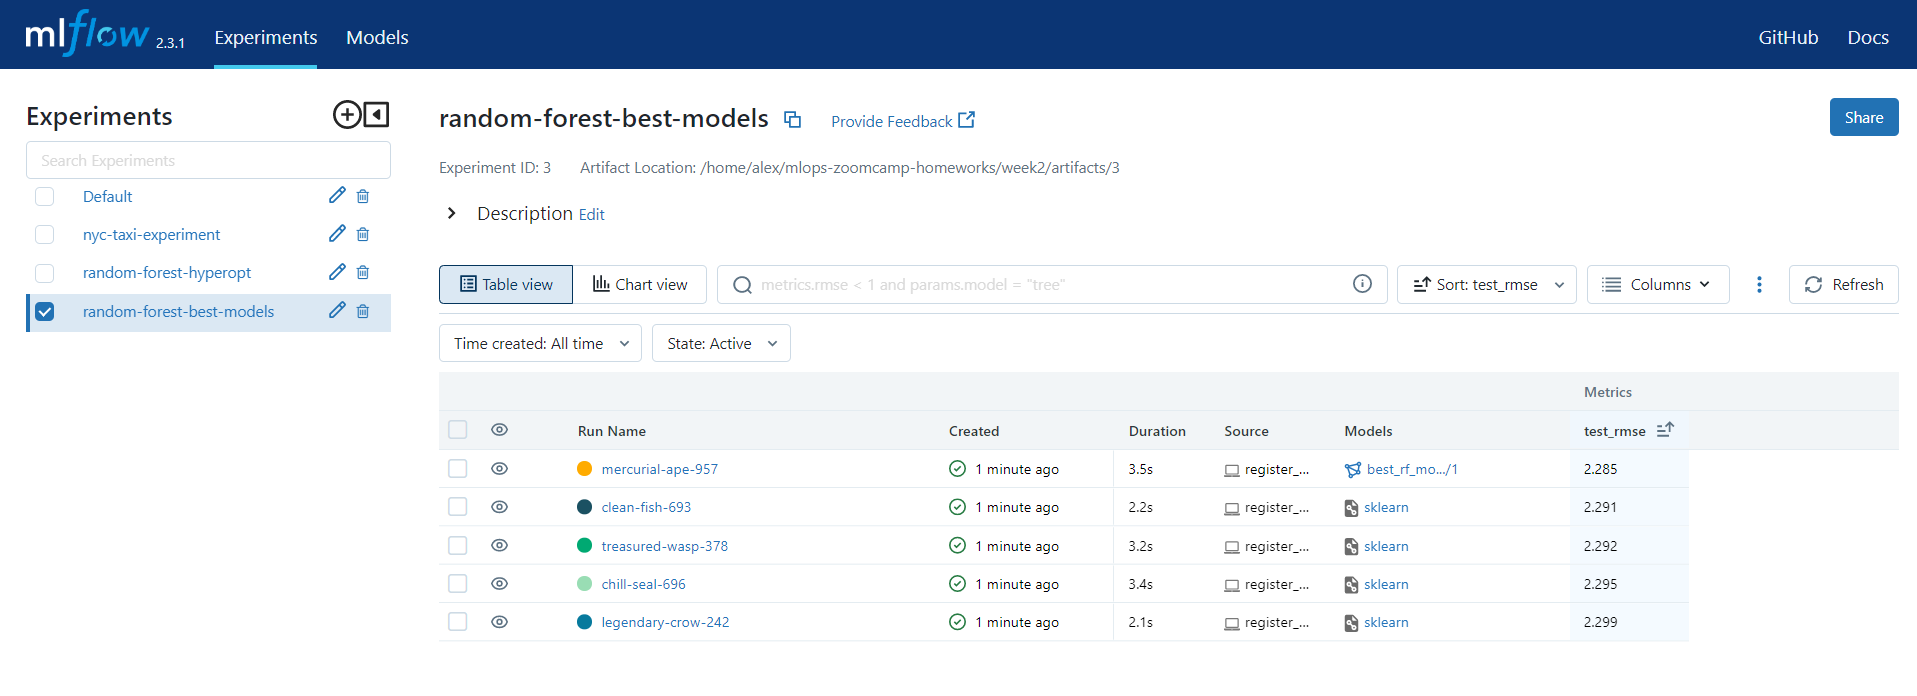 mlflow 2.3.1 Experiments Models GitHub Docs
Experiments
Search Experiments
Default
nyc-taxi-experiment
random-forest-hyperopt
random-forest-best-models
random-forest-best-models Provide Feedback Share
Experiment ID: 3 Artifact Location: /home/alex/mlops-zoomcamp-homeworks/week2/artifacts/3
Description Edit
Table view Chart view metrics.rmse < 1 and params.model = "tree" Sort: test_rmse Columns Refresh
Time created: All time State: Active
Metrics
Run Name Created Duration Source Models test_rmse
mercurial-ape-957 1 minute ago 3.5s register_... best_rf_mo.../1 2.285
clean-fish-693 1 minute ago 2.2s register_... sklearn 2.291
treasured-wasp-378 1 minute ago 3.2s register_... sklearn 2.292
chill-seal-696 1 minute ago 3.4s register_... sklearn 2.295
legendary-crow-242 1 minute ago 2.1s register_... sklearn 2.299